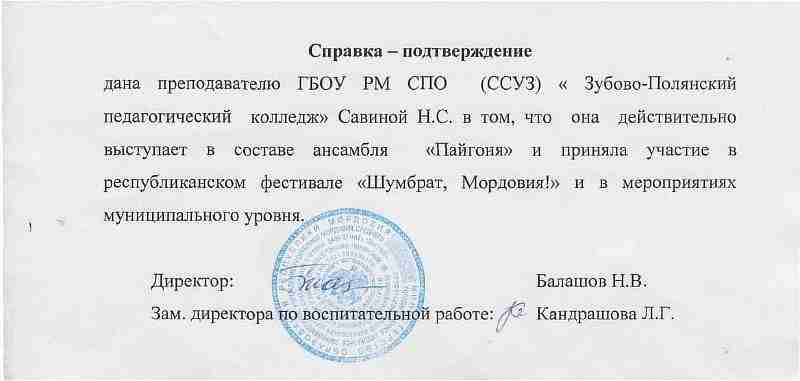 Справка – подтверждение
дана преподавателю ГБОУ РМ СПО (ССУЗ) « Зубово-Полянский
педагогический колледж» Савиной Н.С. в том, что она действительно
выступает в составе ансамбля «Пайгоня» и приняла участие в
республиканском фестивале «Шумбрат, Мордовия!» и в мероприятиях
муниципального уровня.
Директор: Балашов Н.В.
Зам. директора по воспитательной работе: Кандрашова Л.Г.